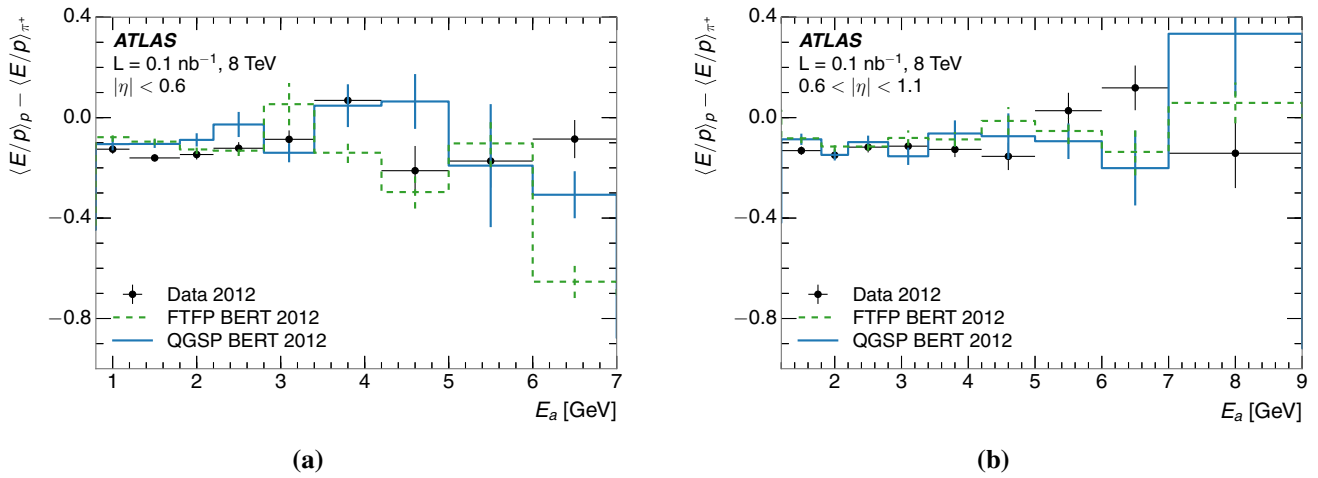 0.4
0.0
−0.4
−0.8
⟨E/p⟩p − ⟨E/p⟩π+
ATLAS
L = 0.1 nb−1, 8 TeV
|η| < 0.6
Data 2012
FTFP BERT 2012
QGSP BERT 2012
1 2 3 4 5 6 7
Ea [GeV]
(a)
0.4
0.0
−0.4
−0.8
⟨E/p⟩p − ⟨E/p⟩π+
ATLAS
L = 0.1 nb−1, 8 TeV
0.6 < |η| < 1.1
Data 2012
FTFP BERT 2012
QGSP BERT 2012
2 3 4 5 6 7 8 9
Ea [GeV]
(b)